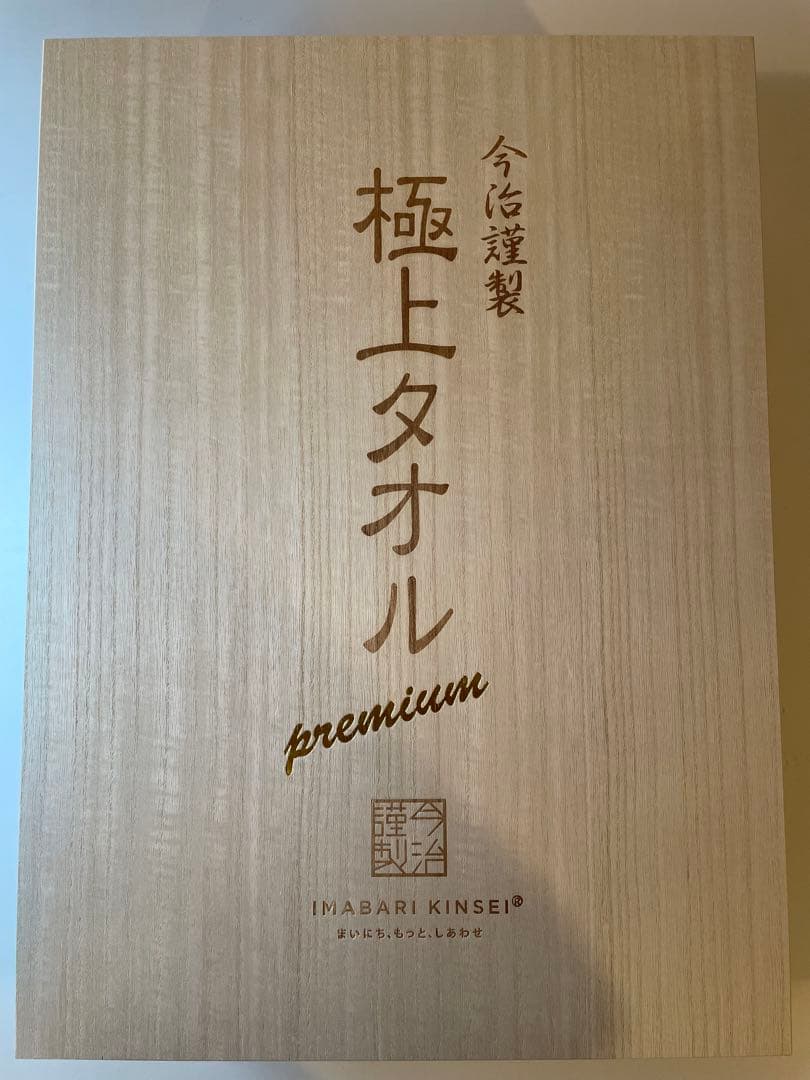 今治謹製
極上タオル
premium
今治
謹製
IMABARI KINSEI®
まいにち、もっと、しあわせ